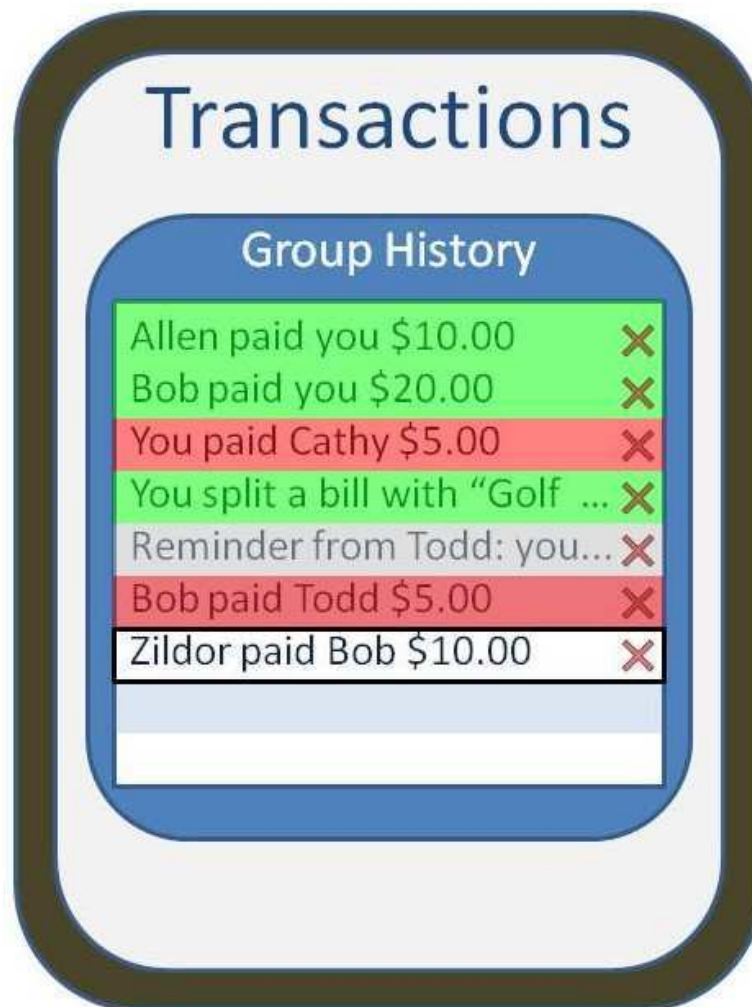 Transactions
Group History
Allen paid you $10.00
Bob paid you $20.00
You paid Cathy $5.00
You split a bill with “Golf ...
Reminder from Todd: you...
Bob paid Todd $5.00
Zildor paid Bob $10.00